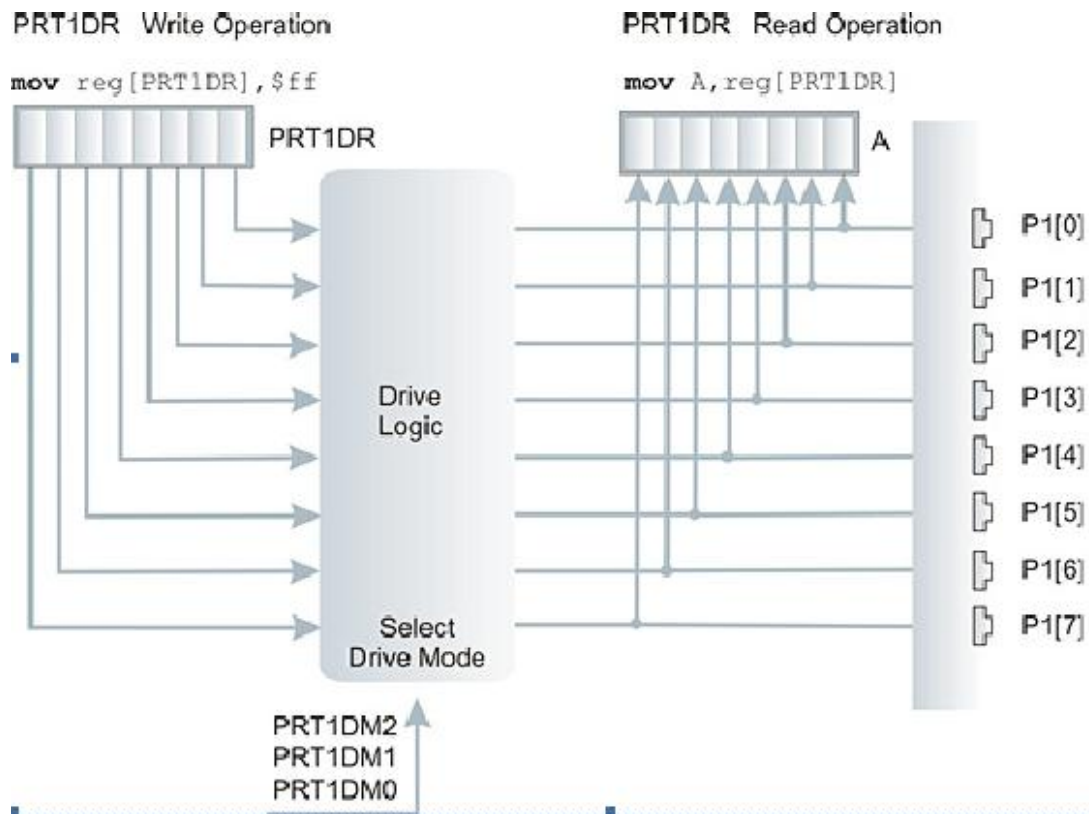 PRT1DR Write Operation
mov reg[PRT1DR],$ff
PRT1DR
PRT1DR Read Operation
mov A,reg[PRT1DR]
A
Drive
Logic
Select
Drive Mode
PRT1DM2
PRT1DM1
PRT1DM0
P1[0]
P1[1]
P1[2]
P1[3]
P1[4]
P1[5]
P1[6]
P1[7]